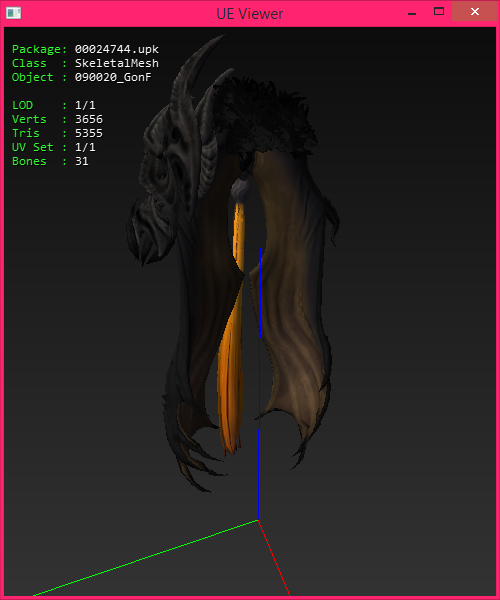 UE Viewer
Package: 00024744.upk
Class  : SkeletalMesh
Object : 090020_GonF
LOD    : 1/1
Verts  : 3656
Tris   : 5355
UV Set : 1/1
Bones  : 31